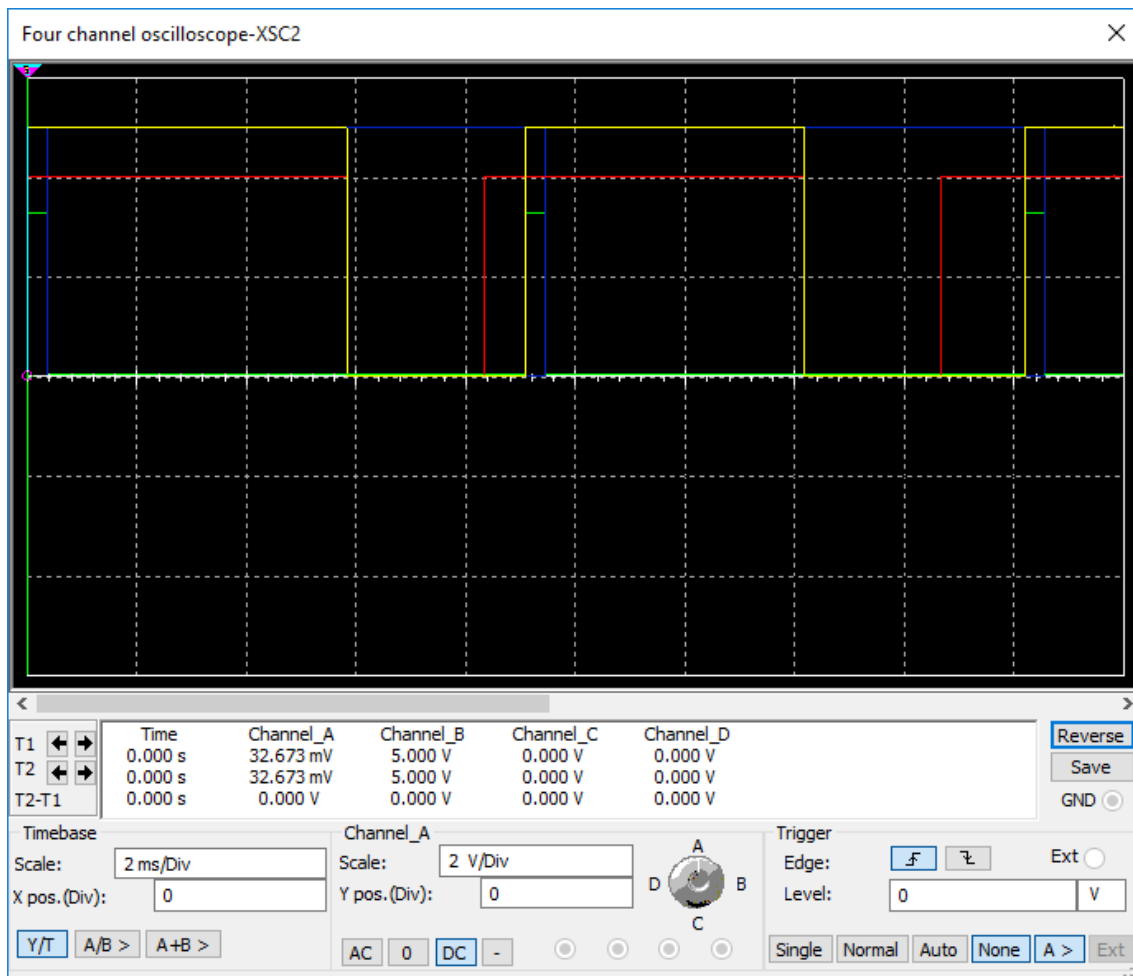 Four channel oscilloscope-XSC2
Time Channel_A Channel_B Channel_C Channel_D
T1 0.000 s 32.673 mV 5.000 V 0.000 V 0.000 V
T2 0.000 s 32.673 mV 5.000 V 0.000 V 0.000 V
T2-T1 0.000 s 0.000 V 0.000 V 0.000 V 0.000 V
Reverse
Save
GND
Timebase
Scale: 2 ms/Div
X pos.(Div): 0
Y/T A/B > A+B >
Channel_A
Scale: 2 V/Div
Y pos.(Div): 0
AC 0 DC -
A
D B
C
Trigger
Edge: Ext
Level: 0 V
Single Normal Auto None A > Ext